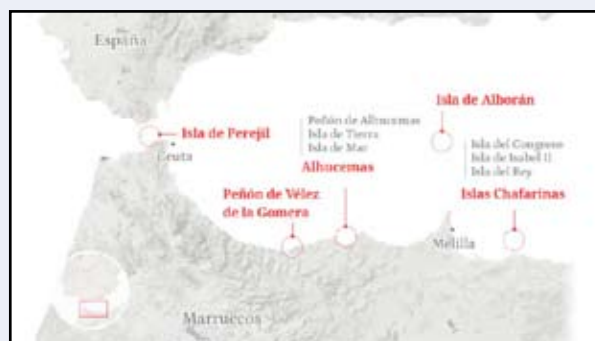 España
Isla de Perejil
Ceuta
Peñón de Alhucemas
Isla de Tierra
Isla de Mar
Alhucemas
Peñón de Vélez
de la Gomera
Isla de Alborán
Isla del Congreso
Isla de Isabel II
Isla del Rey
Islas Chafarinas
Melilla
Marruecos